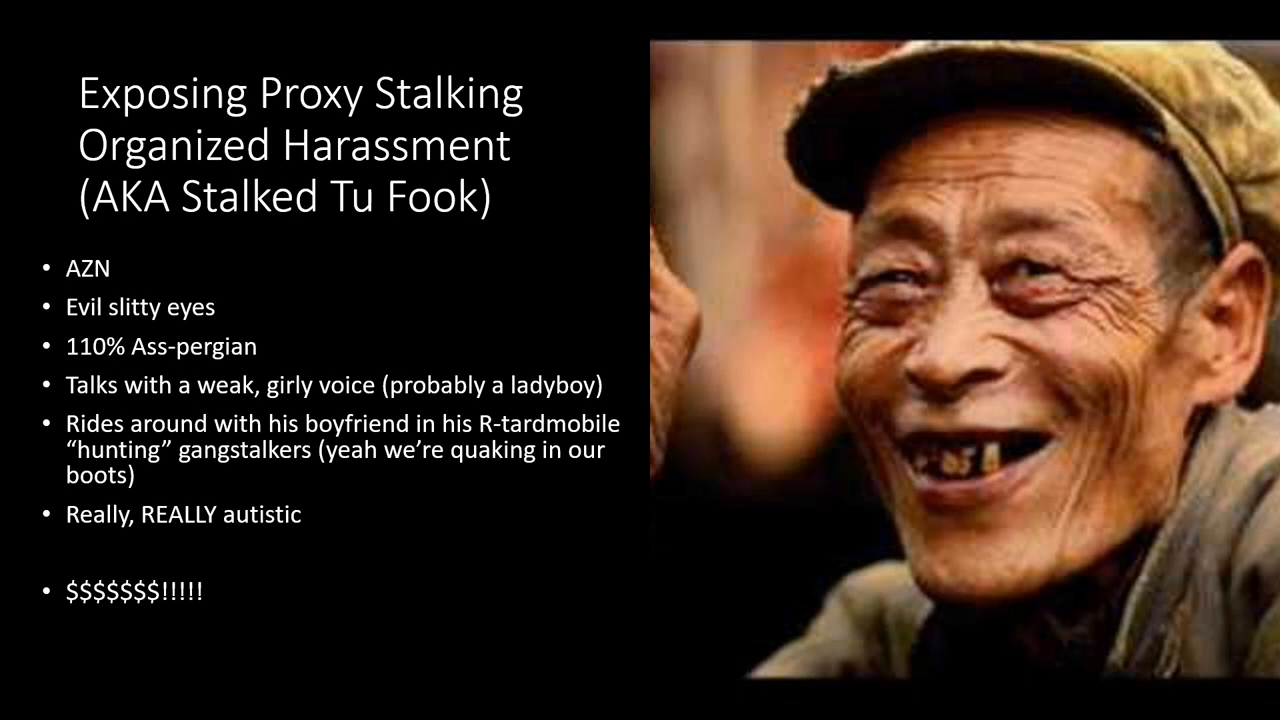 Exposing Proxy Stalking
Organized Harassment
(AKA Stalked Tu Fook)
• AZN
• Evil slitty eyes
• 110% Ass-pergian
• Talks with a weak, girly voice (probably a ladyboy)
• Rides around with his boyfriend in his R-tardmobile
“hunting” gangstalkers (yeah we’re quaking in our
boots)
• Really, REALLY autistic
• $$$$$$$!!!!!